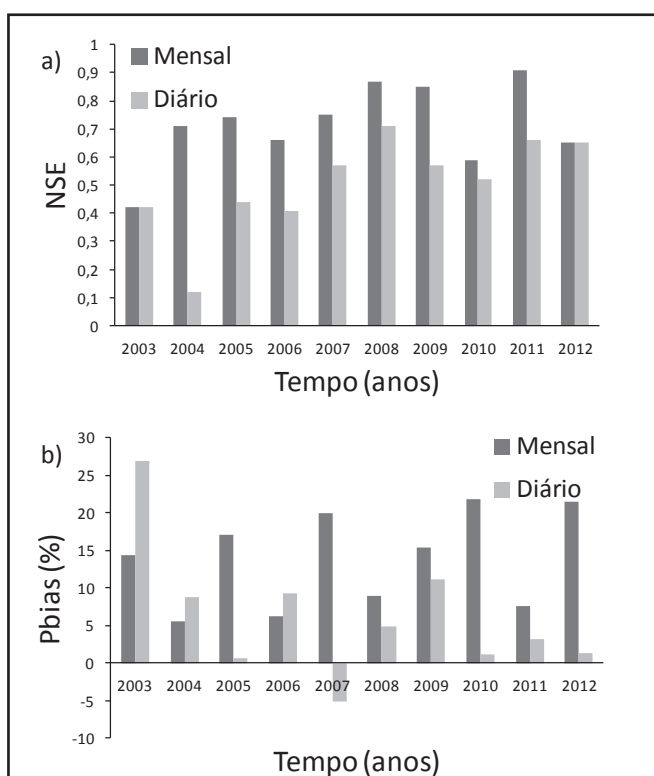 a)
Mensal
Diário
NSE
1
0,9
0,8
0,7
0,6
0,5
0,4
0,3
0,2
0,1
0
2003 2004 2005 2006 2007 2008 2009 2010 2011 2012
Tempo (anos)
b)
Mensal
Diário
Pbias (%)
30
25
20
15
10
5
0
-5
-10
2003 2004 2005 2006 2007 2008 2009 2010 2011 2012
Tempo (anos)